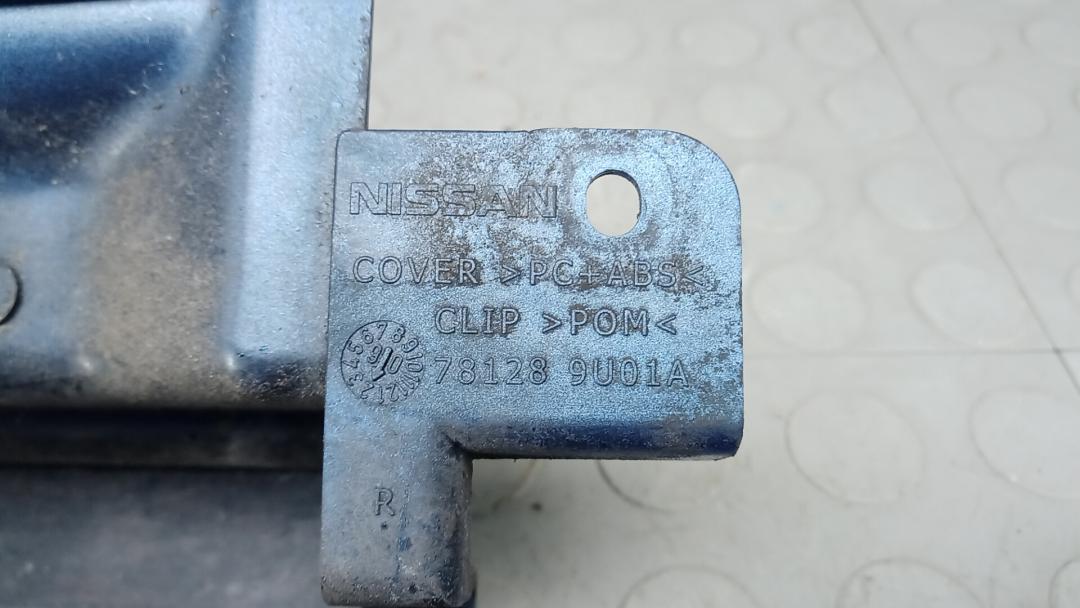 NISSAN
COVER >PC+ABS<
CLIP >POM<
78128 9U01A
R